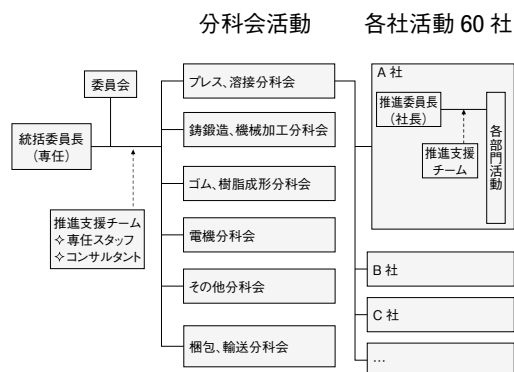 分科会活動
各社活動 60 社
委員会
統括委員長
(専任)
推進支援チーム
✧専任スタッフ
✧コンサルタント
プレス、溶接分科会
鋳鍛造、機械加工分科会
ゴム、樹脂成形分科会
電機分科会
その他分科会
梱包、輸送分科会
A 社
推進委員長
(社長)
推進支援
チーム
各部門活動
B 社
C 社
…